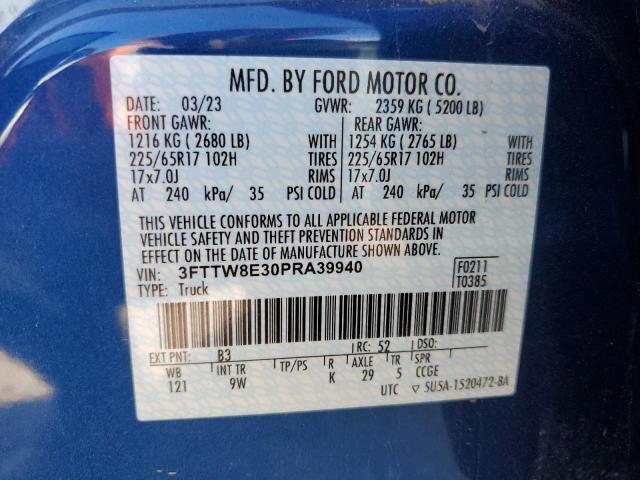 MFD. BY FORD MOTOR CO.
DATE: 03/23 GVWR: 2359 KG ( 5200 LB)
FRONT GAWR: REAR GAWR:
1216 KG ( 2680 LB) WITH 1254 KG ( 2765 LB) WITH
225/65R17 102H TIRES 225/65R17 102H TIRES
17x7.0J RIMS 17x7.0J RIMS
AT 240 kPa/ 35 PSI COLD AT 240 kPa/ 35 PSI COLD
THIS VEHICLE CONFORMS TO ALL APPLICABLE FEDERAL MOTOR
VEHICLE SAFETY AND THEFT PREVENTION STANDARDS IN
EFFECT ON THE DATE OF MANUFACTURE SHOWN ABOVE.
VIN: 3FTTW8E30PRA39940 F0211
TYPE: Truck T0385
EXT PNT: B3 RC: 52 DSO:
WB INT TR TP/PS R AXLE TR SPR
121 9W K 29 5 CCGE
UTC ▽ 5U5A-1520472-BA